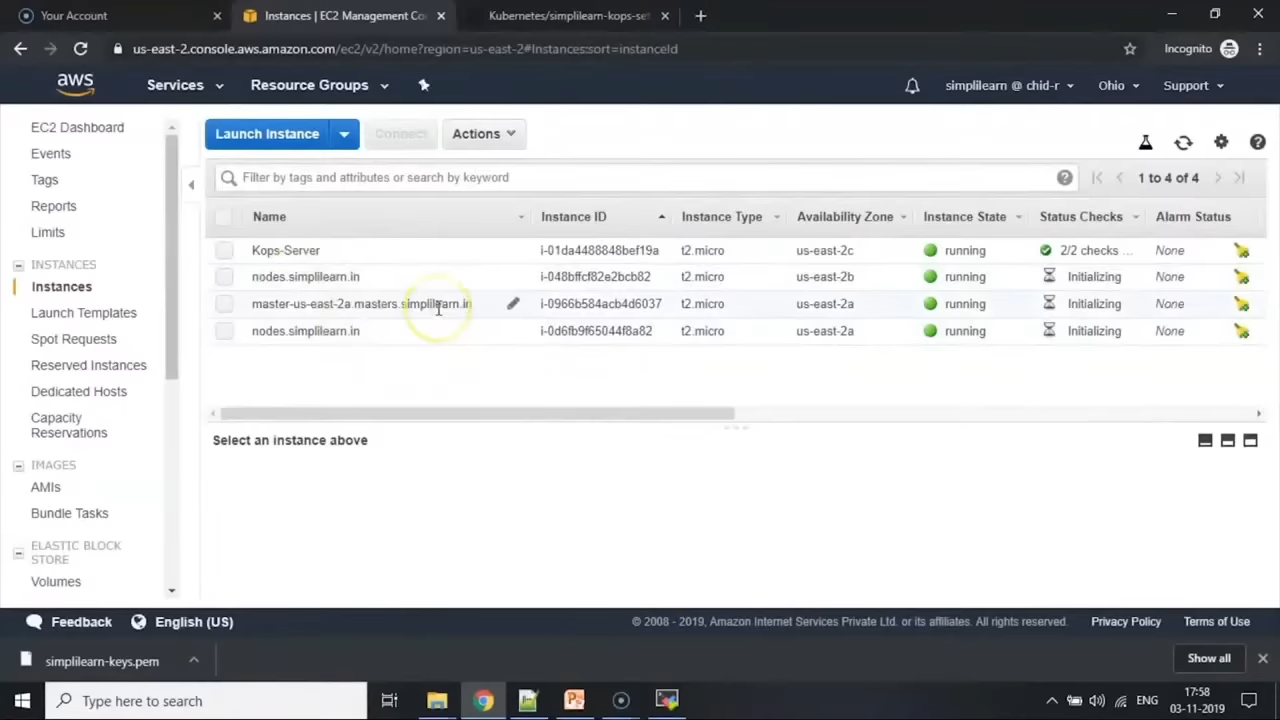 Your Account
Instances | EC2 Management Co
Kubernetes/simplilearn-kops-set
us-east-2.console.aws.amazon.com/ec2/v2/home?region=us-east-2#Instances:sort=instanceId
Incognito
aws
Services
Resource Groups
simplilearn @ chid-r
Ohio
Support
EC2 Dashboard
Events
Tags
Reports
Limits
INSTANCES
Instances
Launch Templates
Spot Requests
Reserved Instances
Dedicated Hosts
Capacity
Reservations
IMAGES
AMIs
Bundle Tasks
ELASTIC BLOCK
STORE
Volumes
Launch Instance
Connect
Actions
Filter by tags and attributes or search by keyword
1 to 4 of 4
Name Instance ID Instance Type Availability Zone Instance State Status Checks Alarm Status
Kops-Server i-01da4488848bef19a t2.micro us-east-2c running 2/2 checks ... None
nodes.simplilearn.in i-048bffcf82e2bcb82 t2.micro us-east-2b running Initializing None
master-us-east-2a.masters.simplilearn.in i-0966b584acb4d6037 t2.micro us-east-2a running Initializing None
nodes.simplilearn.in i-0d6fb9f65044f8a82 t2.micro us-east-2a running Initializing None
Select an instance above
Feedback
English (US)
© 2008 - 2019, Amazon Internet Services Private Ltd. or its affiliates. All rights reserved.
Privacy Policy
Terms of Use
simplilearn-keys.pem
Show all
Type here to search
ENG
17:58
03-11-2019